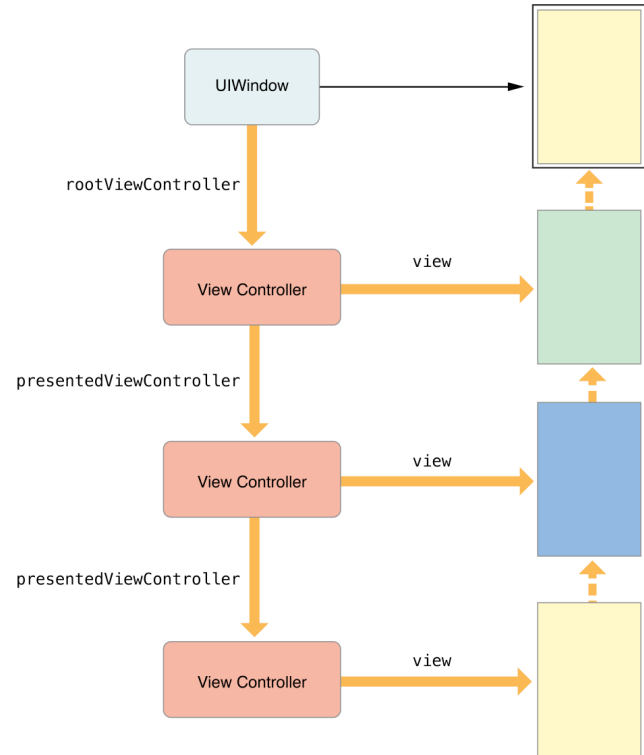 UIWindow
rootViewController
View Controller
view
presentedViewController
View Controller
view
presentedViewController
View Controller
view